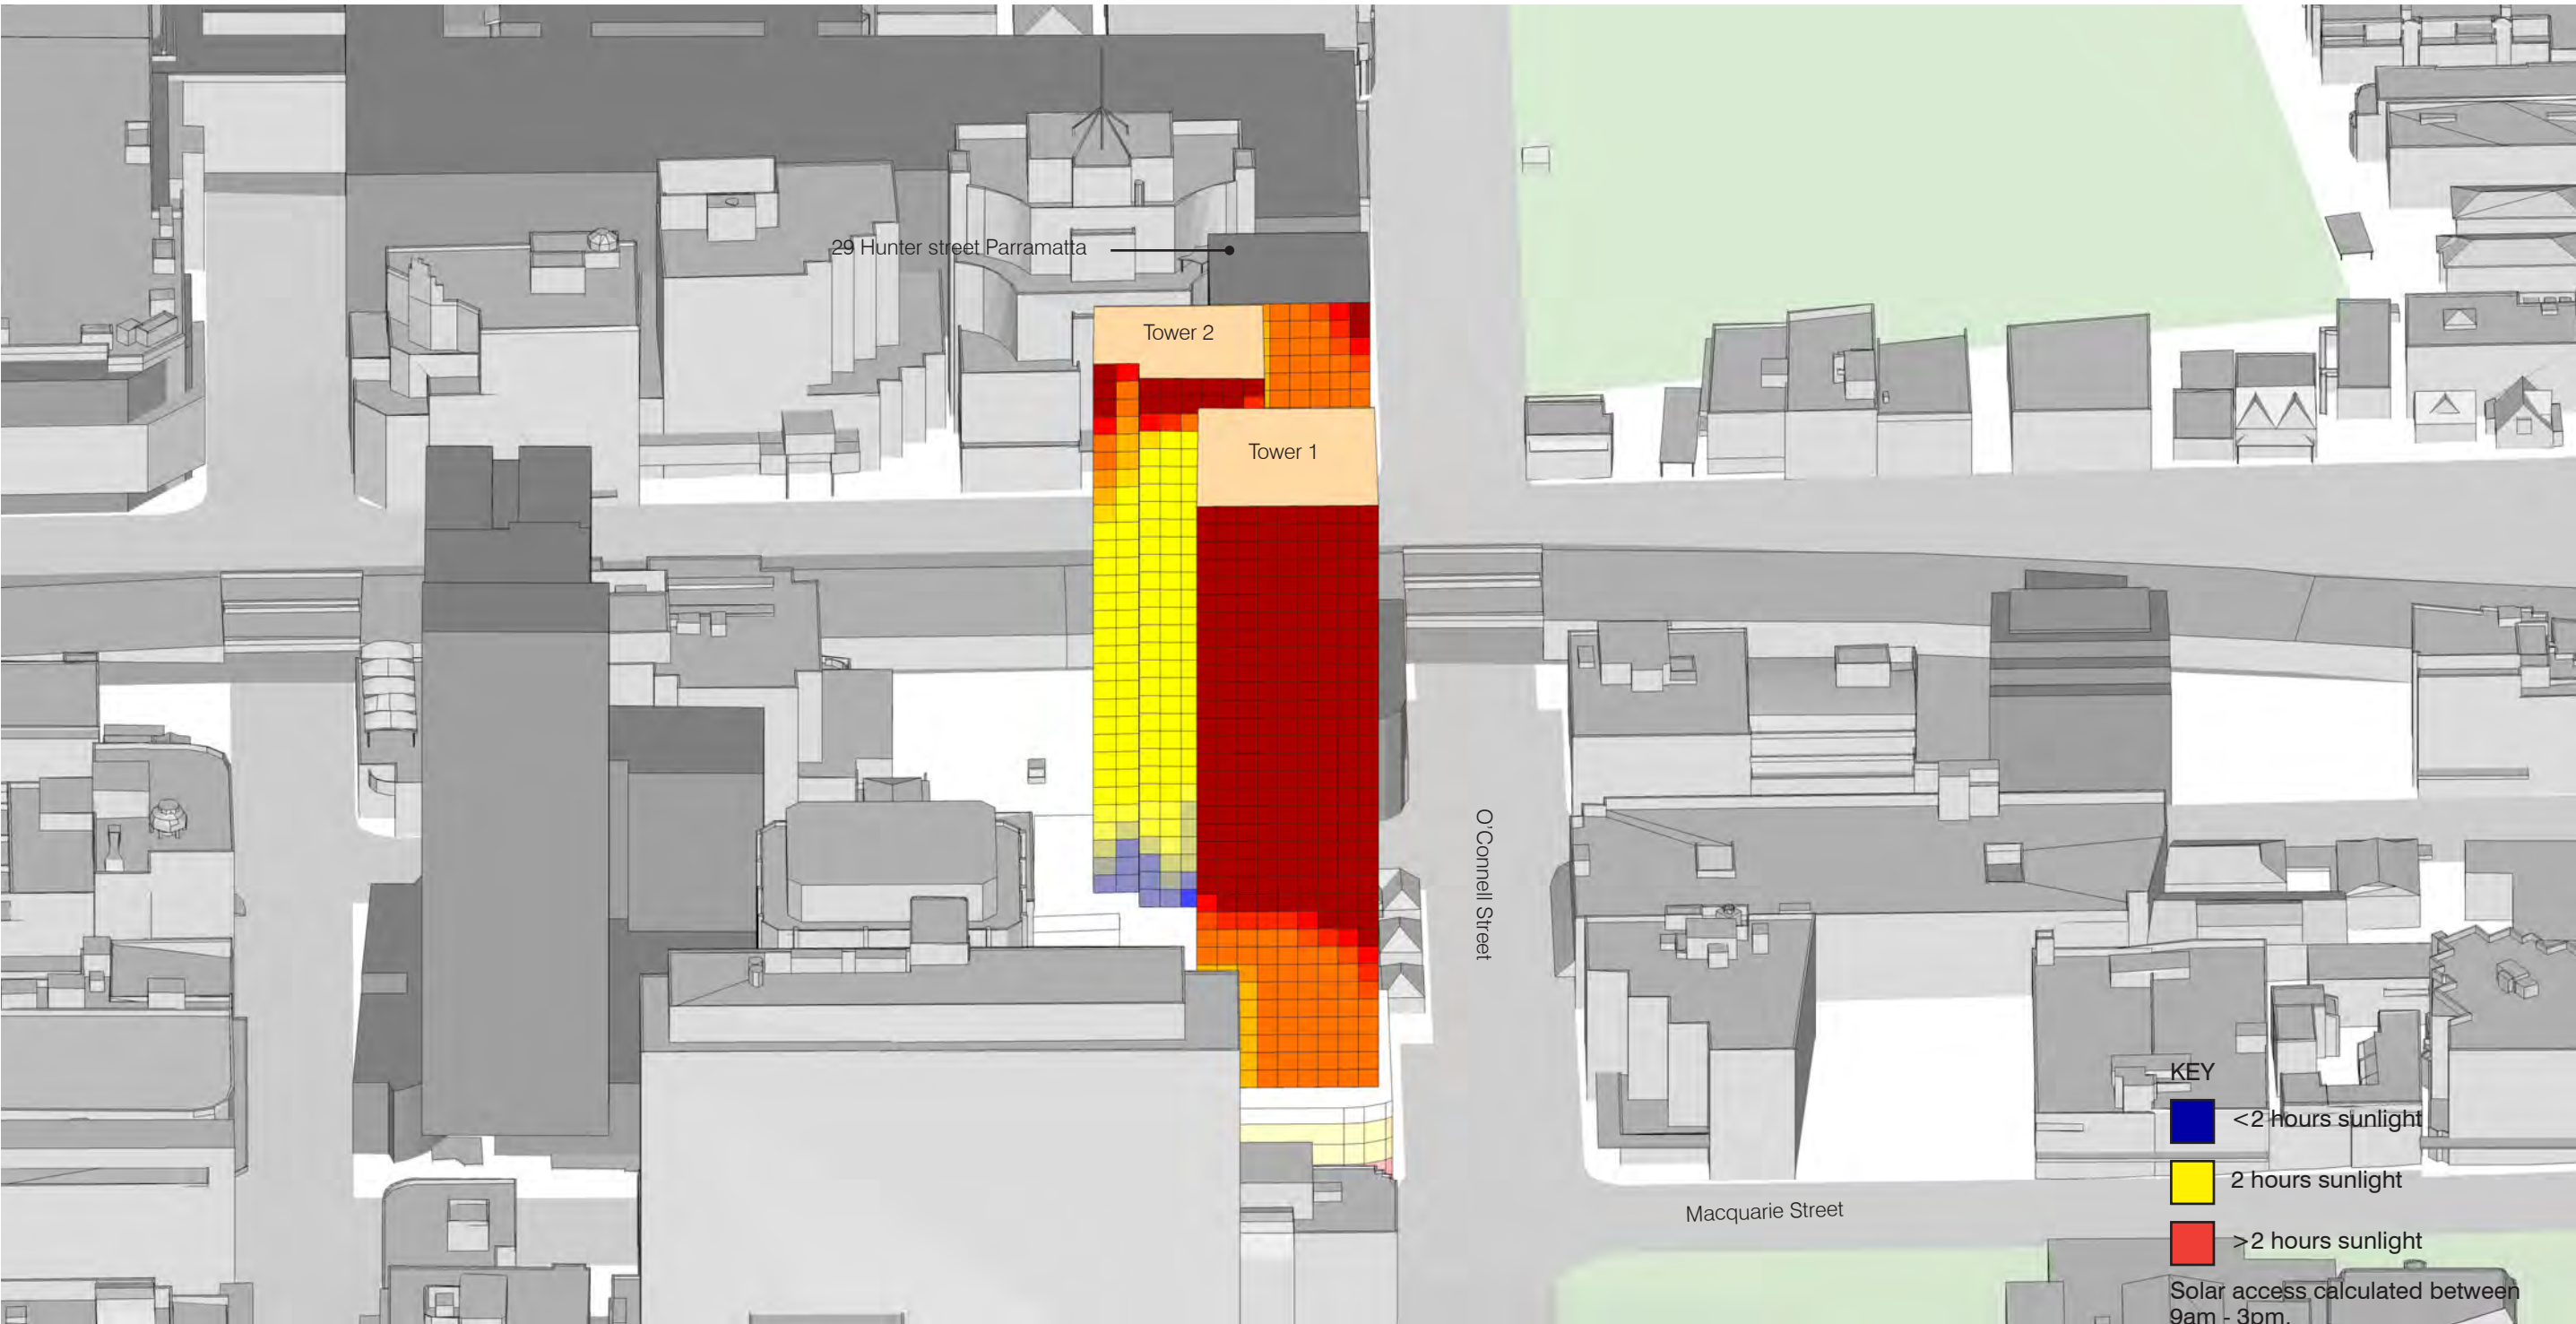 29 Hunter street Parramatta
Tower 2
Tower 1
O'Connell Street
Macquarie Street
KEY
<2 hours sunlight
2 hours sunlight
>2 hours sunlight
Solar access calculated between
9am - 3pm.